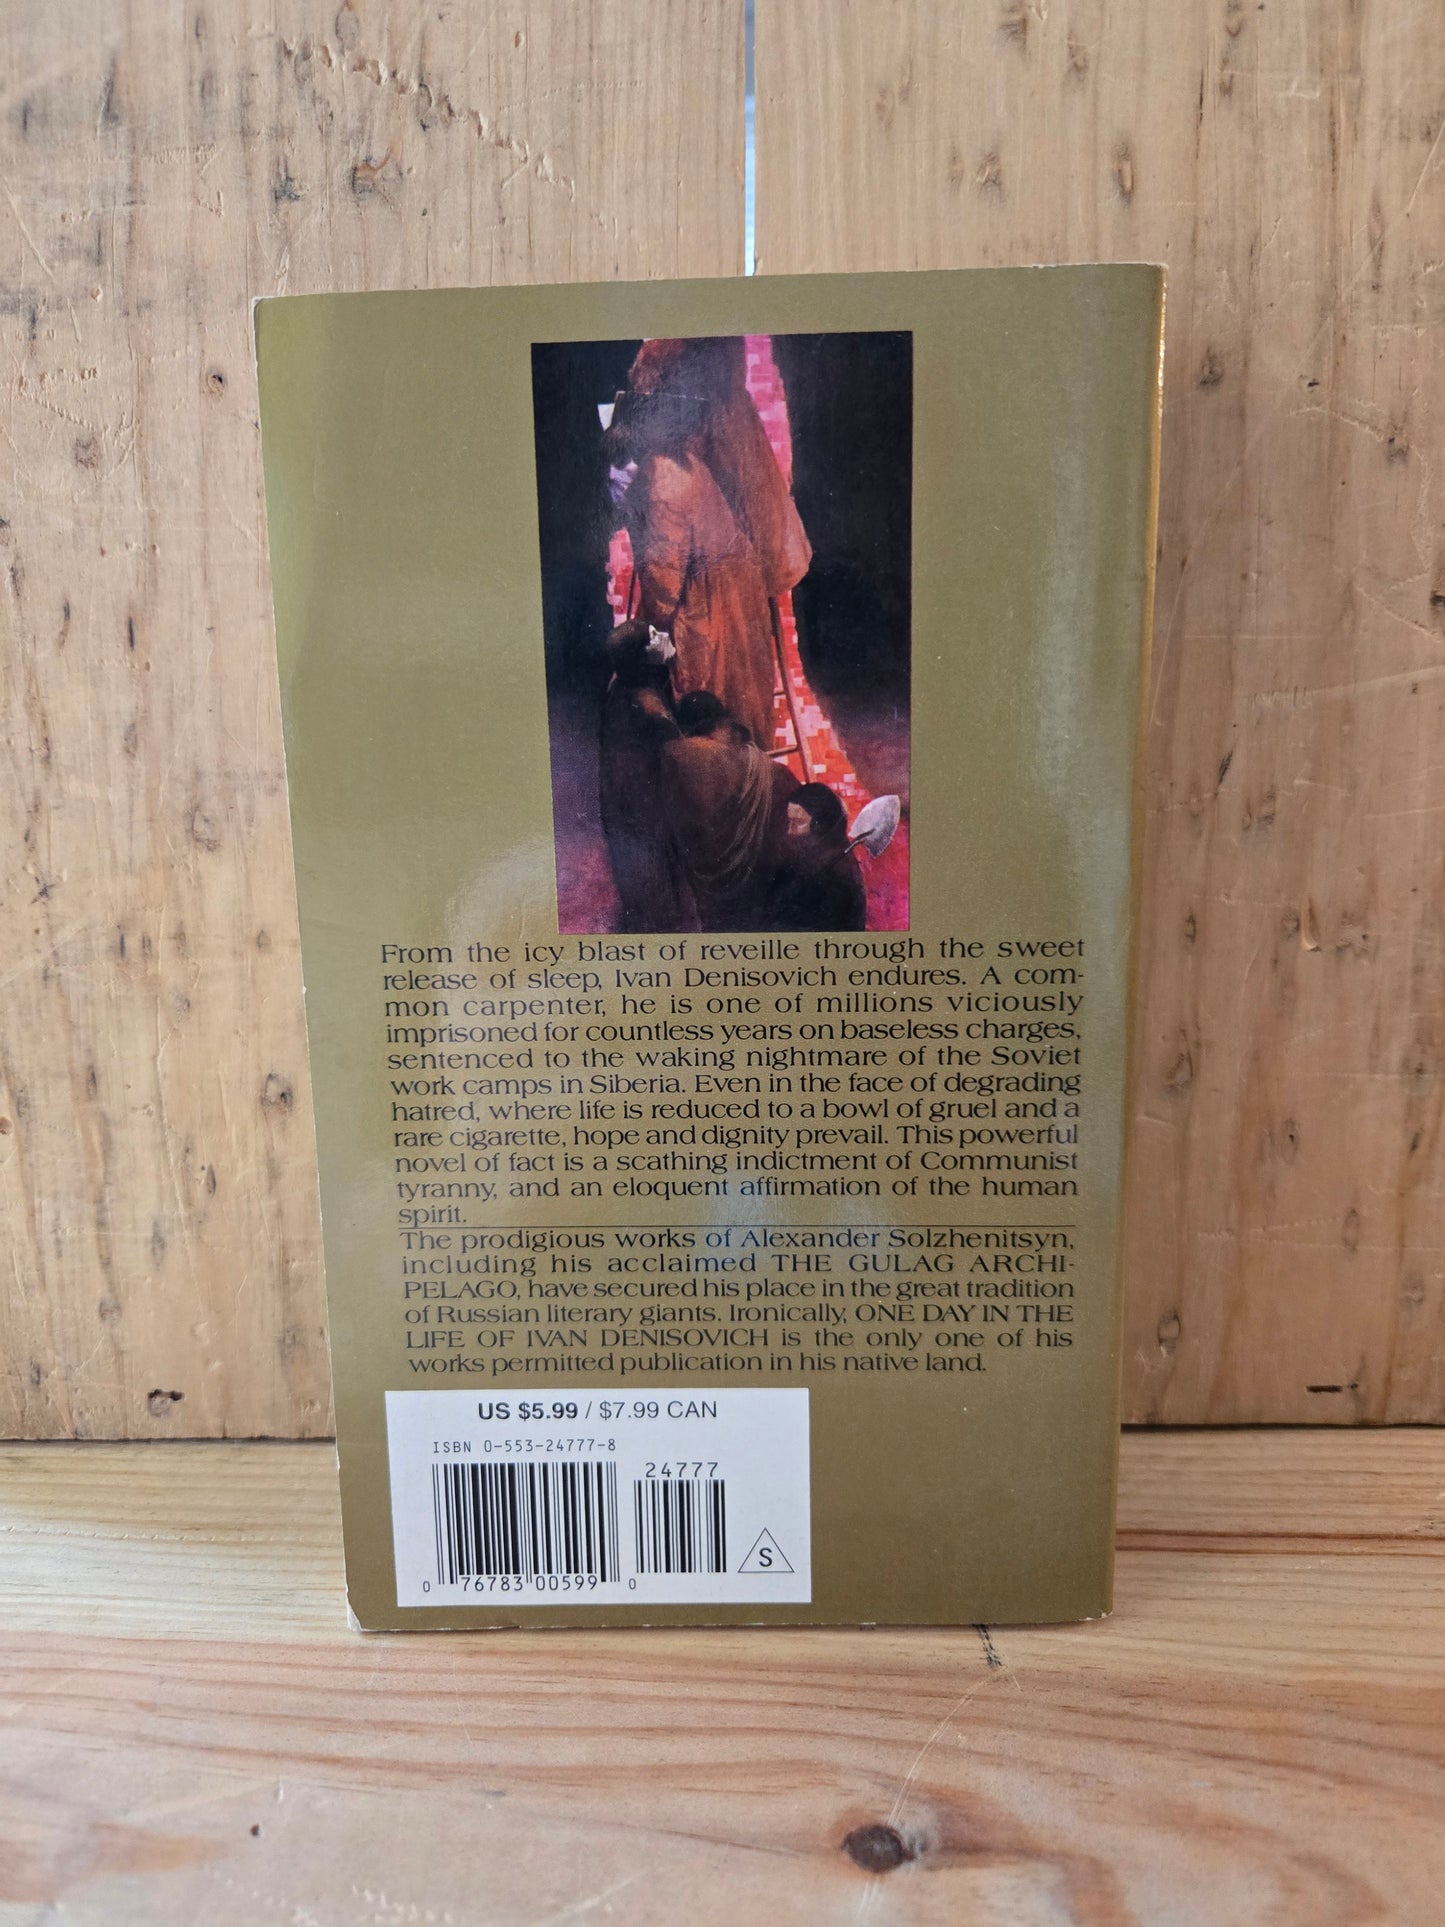 From the icy blast of reveille through the sweet
release of sleep, Ivan Denisovich endures. A com-
mon carpenter, he is one of millions viciously
imprisoned for countless years on baseless charges,
sentenced to the waking nightmare of the Soviet
work camps in Siberia. Even in the face of degrading
hatred, where life is reduced to a bowl of gruel and a
rare cigarette, hope and dignity prevail. This powerful
novel of fact is a scathing indictment of Communist
tyranny, and an eloquent affirmation of the human
spirit.
The prodigious works of Alexander Solzhenitsyn,
including his acclaimed THE GULAG ARCHI-
PELAGO, have secured his place in the great tradition
of Russian literary giants. Ironically, ONE DAY IN THE
LIFE OF IVAN DENISOVICH is the only one of his
works permitted publication in his native land.
US $5.99 / $7.99 CAN
ISBN 0-553-24777-8
24777
S
0 76783 00599 0